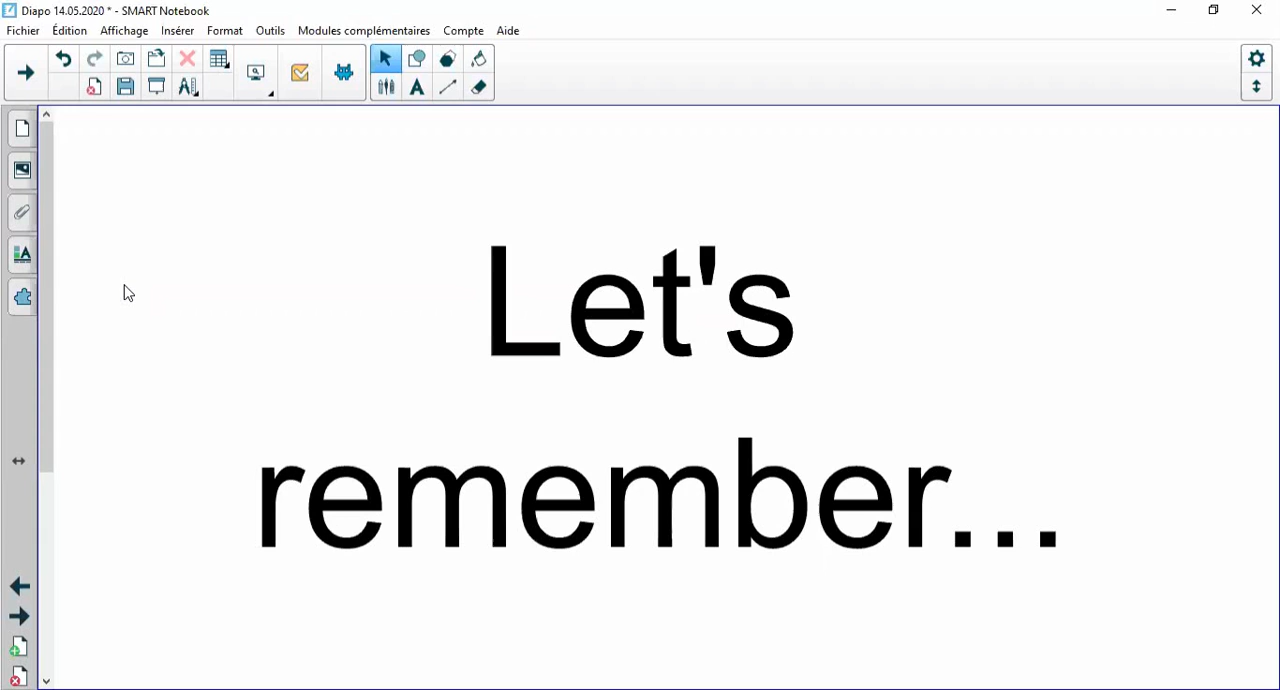 Diapo 14.05.2020 * - SMART Notebook
Fichier Édition Affichage Insérer Format Outils Modules complémentaires Compte Aide
Let's
remember...